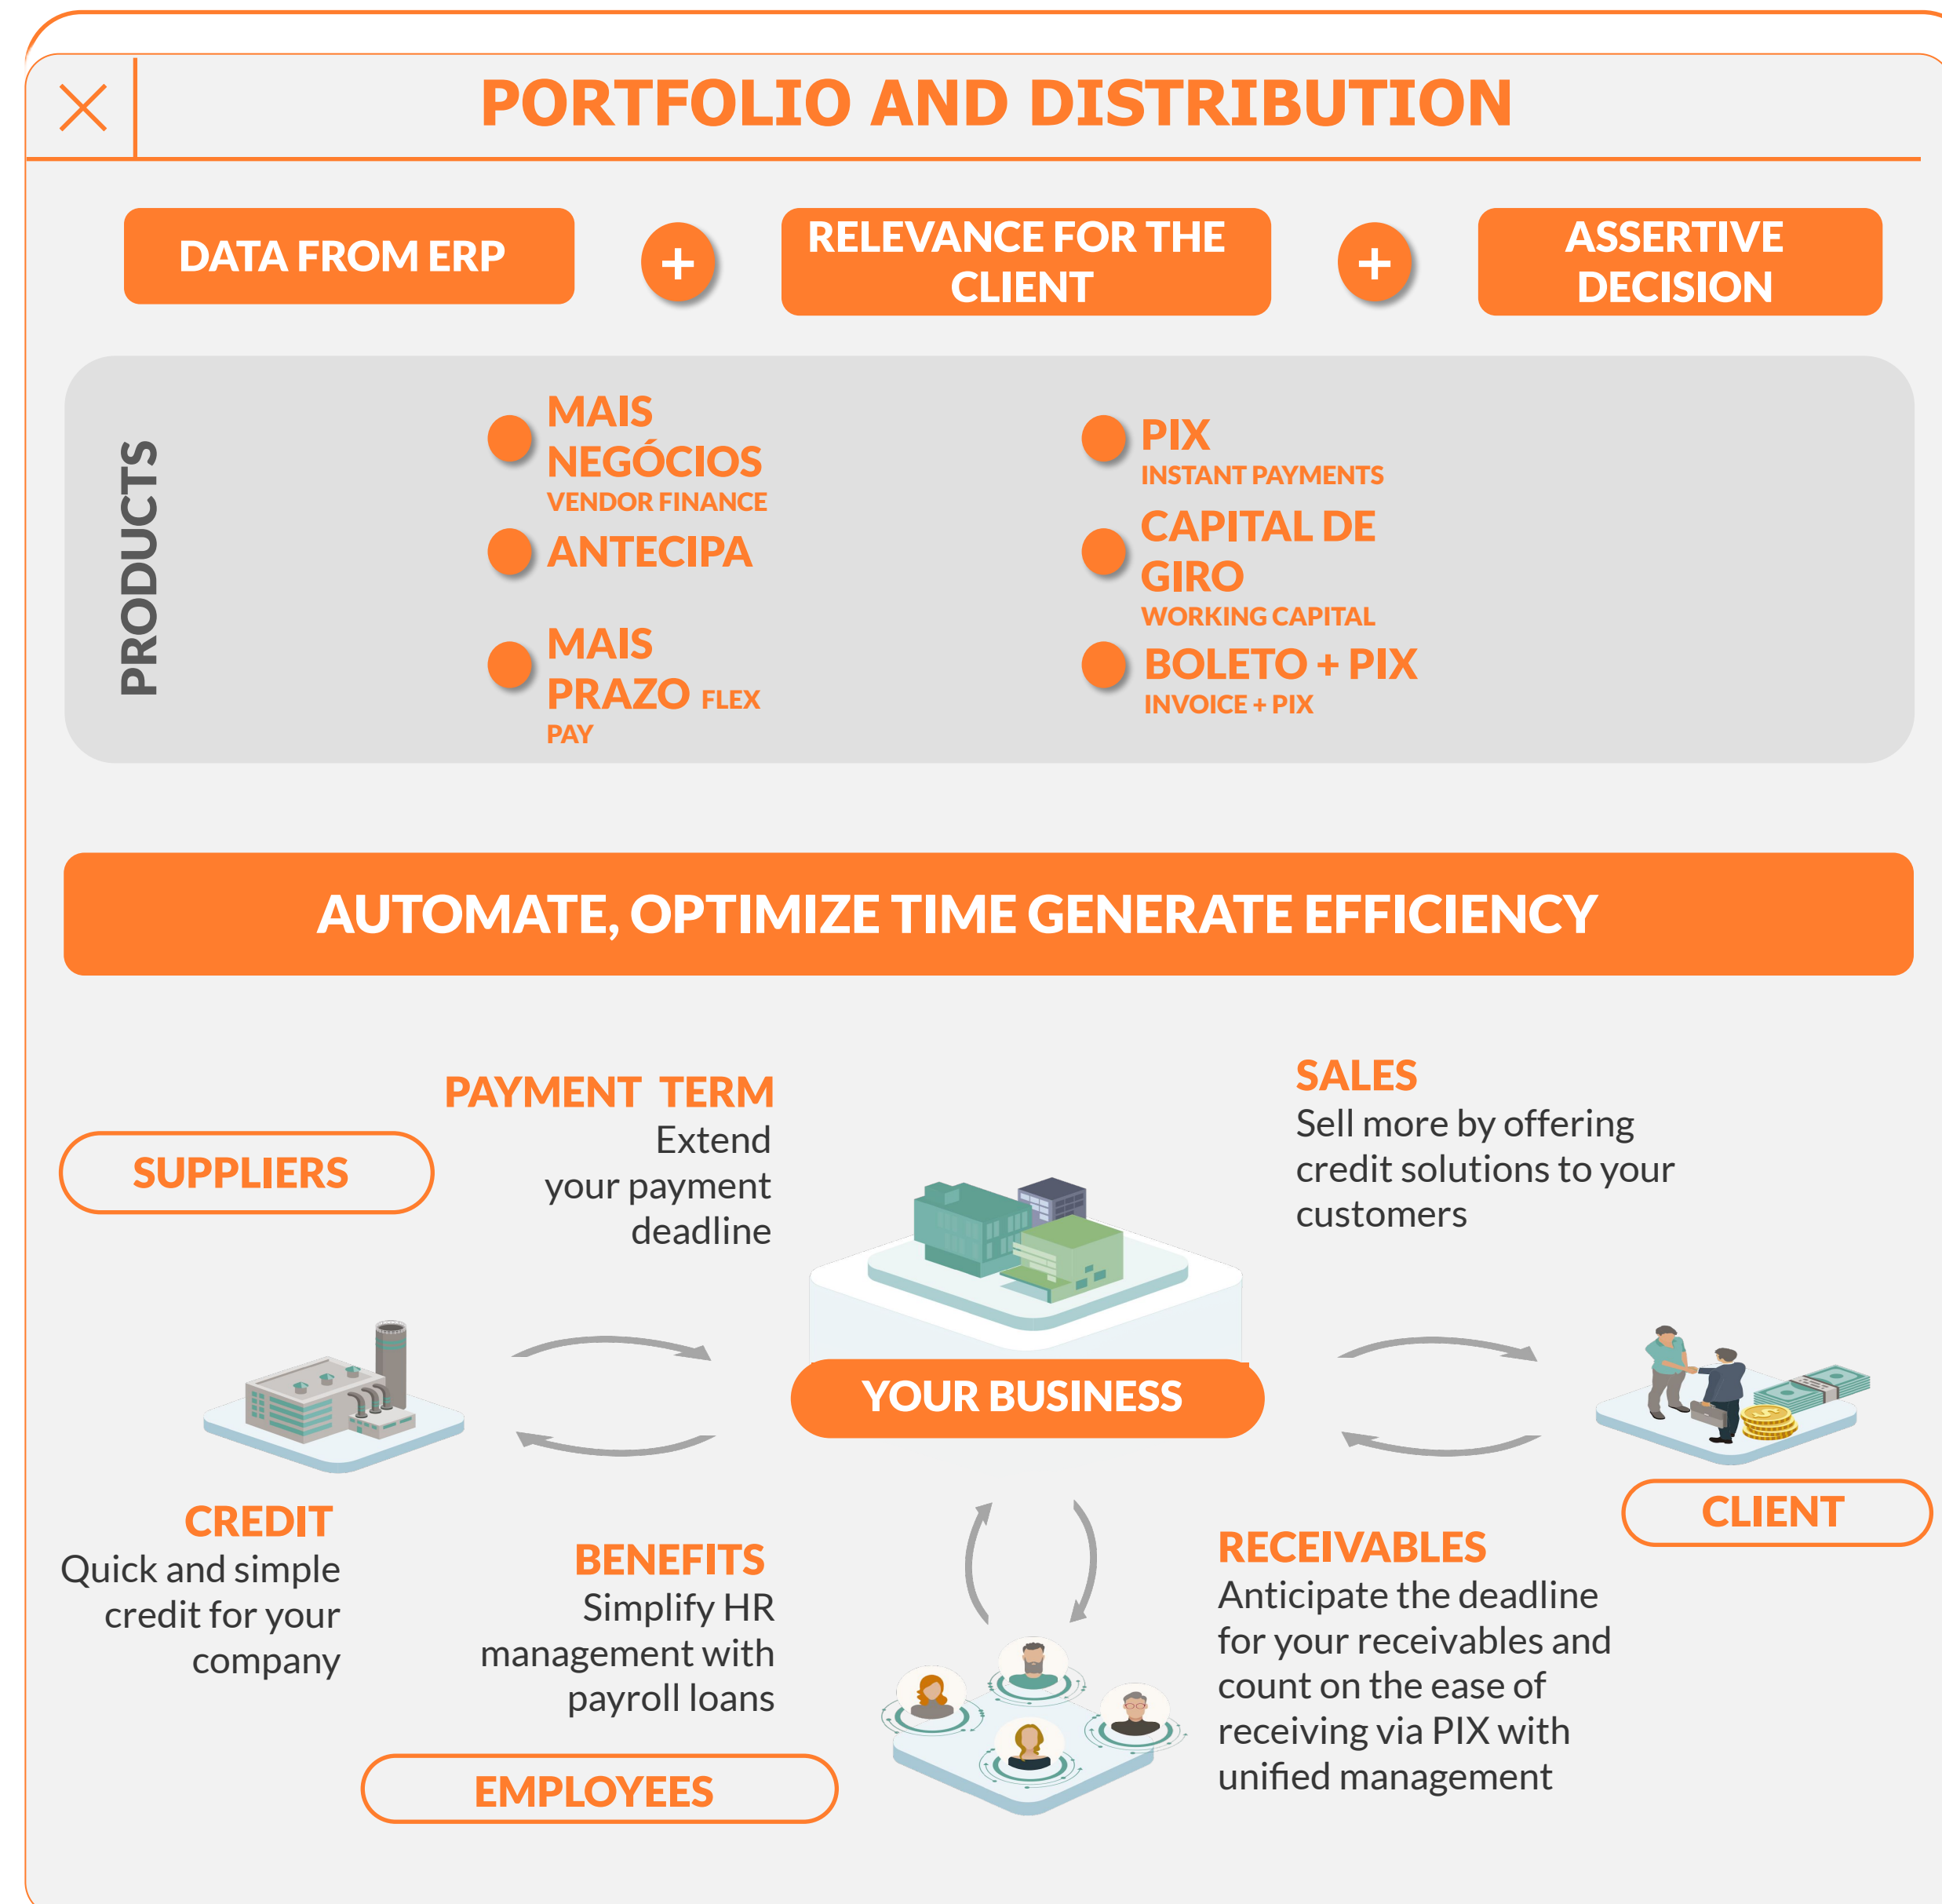 PORTFOLIO AND DISTRIBUTION
DATA FROM ERP
+
RELEVANCE FOR THE
CLIENT
+
ASSERTIVE
DECISION
PRODUCTS
MAIS
NEGÓCIOS
VENDOR FINANCE
ANTECIPA
MAIS
PRAZO FLEX
PAY
PIX
INSTANT PAYMENTS
CAPITAL DE
GIRO
WORKING CAPITAL
BOLETO + PIX
INVOICE + PIX
AUTOMATE, OPTIMIZE TIME GENERATE EFFICIENCY
SUPPLIERS
PAYMENT TERM
Extend
your payment
deadline
SALES
Sell more by offering
credit solutions to your
customers
YOUR BUSINESS
CREDIT
Quick and simple
credit for your
company
BENEFITS
Simplify HR
management with
payroll loans
EMPLOYEES
CLIENT
RECEIVABLES
Anticipate the deadline
for your receivables and
count on the ease of
receiving via PIX with
unified management